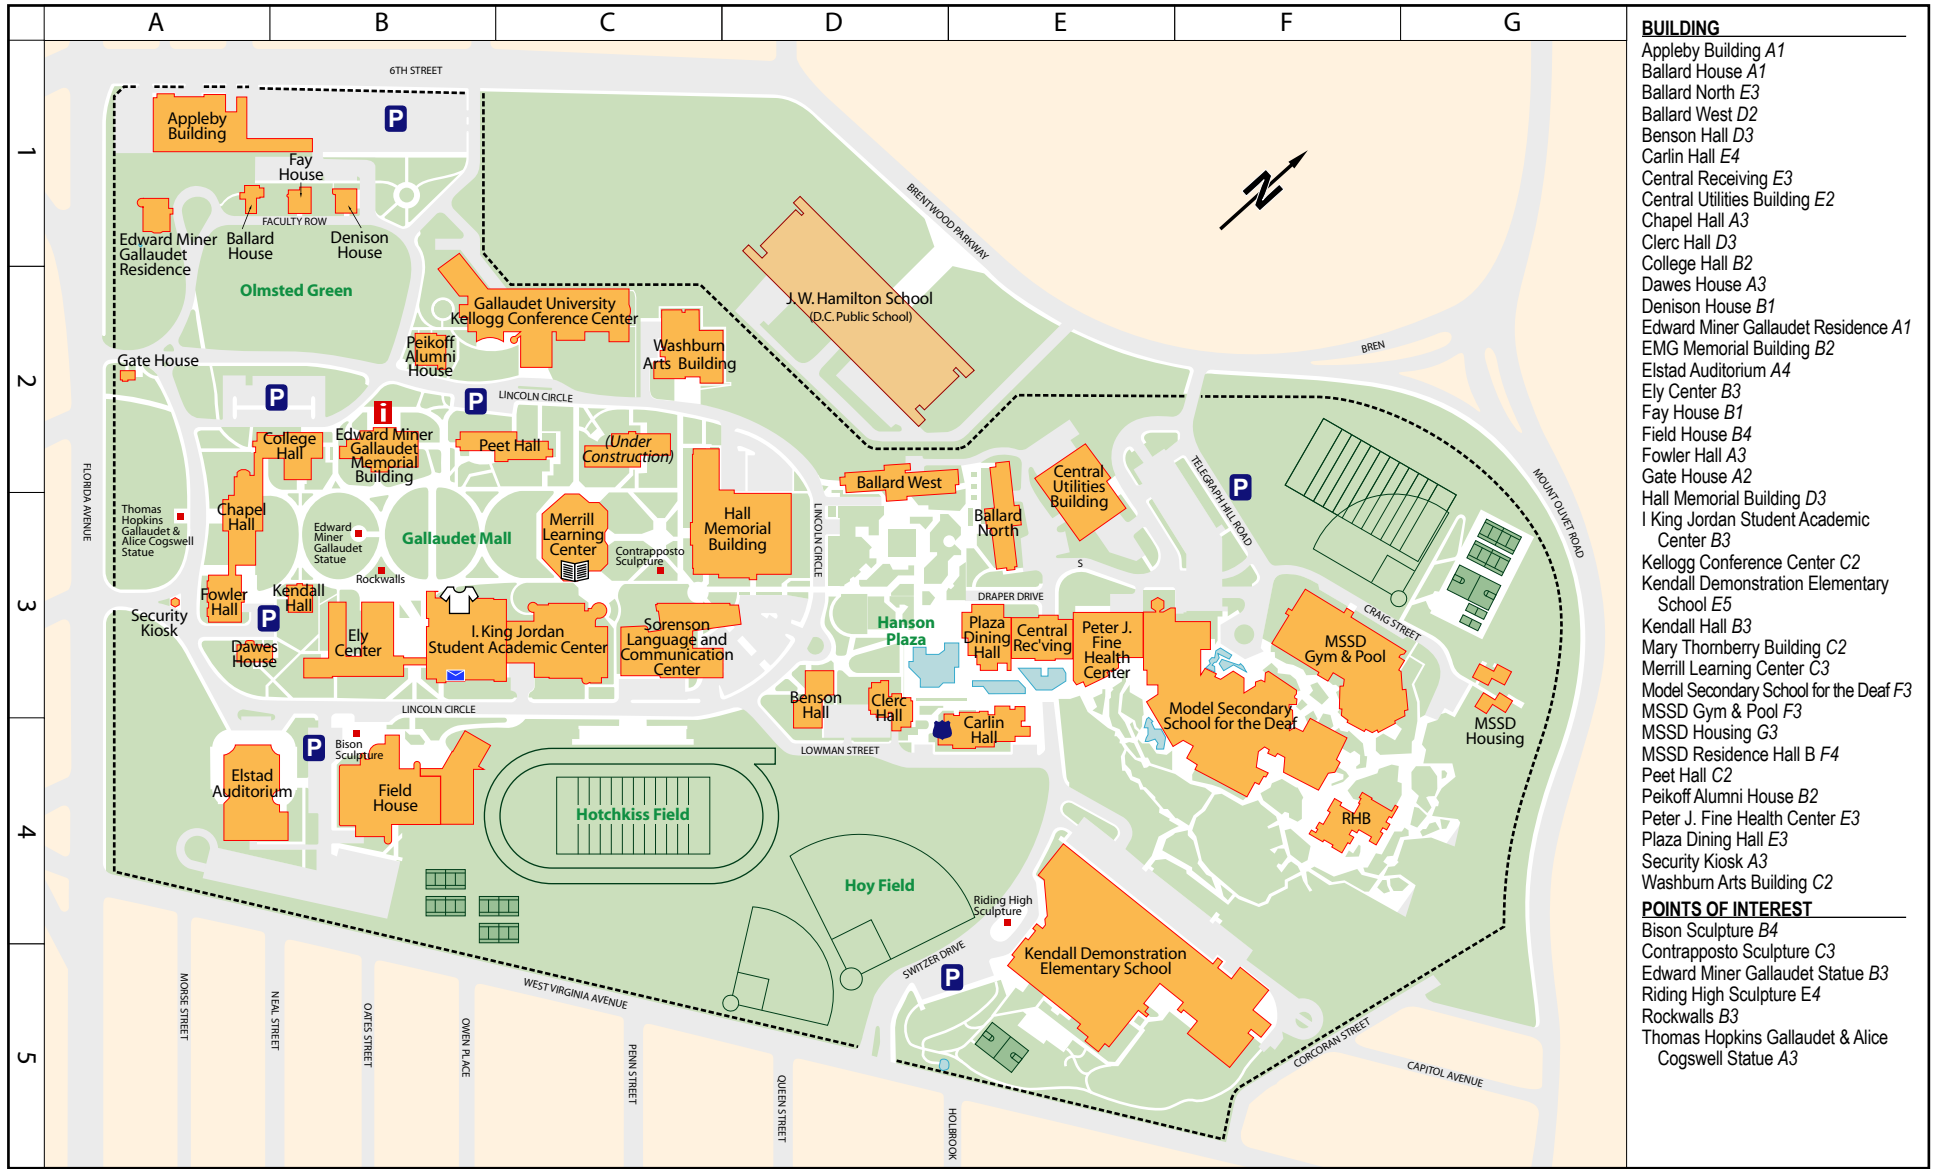 A
B
C
D
E
F
G
1
2
3
4
5
6TH STREET
P
Appleby
Building
Fay
House
FACULTY ROW
Edward Miner
Gallaudet
Residence
Ballard
House
Denison
House
BRENTWOOD PARKWAY
N
Olmsted Green
Gallaudet University
Kellogg Conference Center
J.W. Hamilton School
(D.C. Public School)
Peikoff
Alumni
House
Washburn
Arts Building
Gate House
BREN
P
i
P
LINCOLN CIRCLE
College
Hall
Edward Miner
Gallaudet
Memorial
Building
Peet Hall
(Under
Construction)
FLORIDA AVENUE
Ballard West
Central
Utilities
Building
TELEGRAPH HILL ROAD
P
MOUNT OLIVET ROAD
Thomas
Hopkins
Gallaudet &
Alice Cogswell
Statue
Chapel
Hall
Edward
Miner
Gallaudet
Statue
Gallaudet Mall
Merrill
Learning
Center
Contrapposto
Sculpture
Hall
Memorial
Building
LINCOLN CIRCLE
Ballard
North
S
Rockwalls
Fowler
Hall
Kendall
Hall
DRAPER DRIVE
CRAIG STREET
Security
Kiosk
P
Dawes
House
Ely
Center
I. King Jordan
Student Academic Center
Sorenson
Language and
Communication
Center
Hanson
Plaza
Plaza
Dining
Hall
Central
Rec'ving
Peter J.
Fine
Health
Center
MSSD
Gym & Pool
LINCOLN CIRCLE
Benson
Hall
Clerc
Hall
Carlin
Hall
Model Secondary
School for the Deaf
MSSD
Housing
P
Bison
Sculpture
LOWMAN STREET
Elstad
Auditorium
Field
House
Hotchkiss Field
RHB
Hoy Field
Riding High
Sculpture
SWITZER DRIVE
P
Kendall Demonstration
Elementary School
WEST VIRGINIA AVENUE
MORSE STREET
NEAL STREET
OATES STREET
OWEN PLACE
PENN STREET
QUEEN STREET
HOLBROOK
CORCORAN STREET
CAPITOL AVENUE
BUILDING
Appleby Building A1
Ballard House A1
Ballard North E3
Ballard West D2
Benson Hall D3
Carlin Hall E4
Central Receiving E3
Central Utilities Building E2
Chapel Hall A3
Clerc Hall D3
College Hall B2
Dawes House A3
Denison House B1
Edward Miner Gallaudet Residence A1
EMG Memorial Building B2
Elstad Auditorium A4
Ely Center B3
Fay House B1
Field House B4
Fowler Hall A3
Gate House A2
Hall Memorial Building D3
I King Jordan Student Academic
Center B3
Kellogg Conference Center C2
Kendall Demonstration Elementary
School E5
Kendall Hall B3
Mary Thornberry Building C2
Merrill Learning Center C3
Model Secondary School for the Deaf F3
MSSD Gym & Pool F3
MSSD Housing G3
MSSD Residence Hall B F4
Peet Hall C2
Peikoff Alumni House B2
Peter J. Fine Health Center E3
Plaza Dining Hall E3
Security Kiosk A3
Washburn Arts Building C2
POINTS OF INTEREST
Bison Sculpture B4
Contrapposto Sculpture C3
Edward Miner Gallaudet Statue B3
Riding High Sculpture E4
Rockwalls B3
Thomas Hopkins Gallaudet & Alice
Cogswell Statue A3